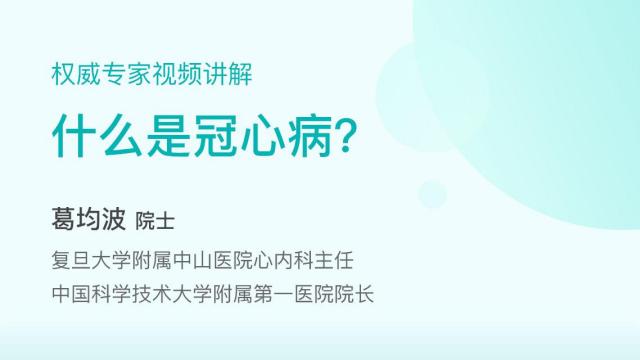 权威专家视频讲解
什么是冠心病?
葛均波 院士
复旦大学附属中山医院心内科主任
中国科学技术大学附属第一医院院长